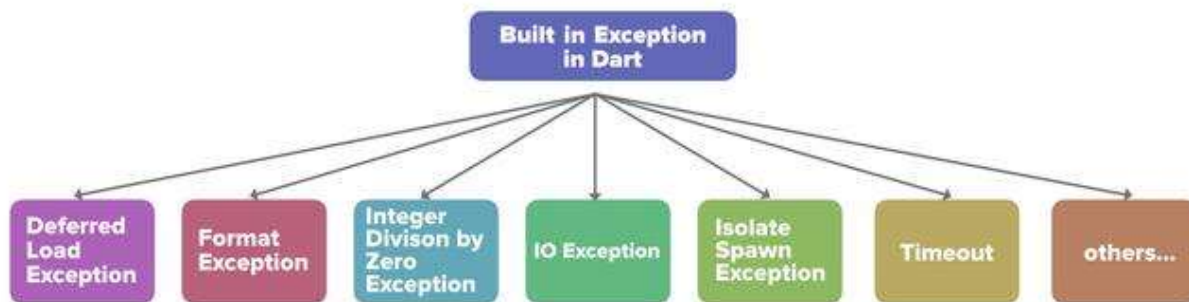 Built in Exception
in Dart
Deferred
Load
Exception
Format
Exception
Integer
Divison by
Zero
Exception
IO Exception
Isolate
Spawn
Exception
Timeout
others...